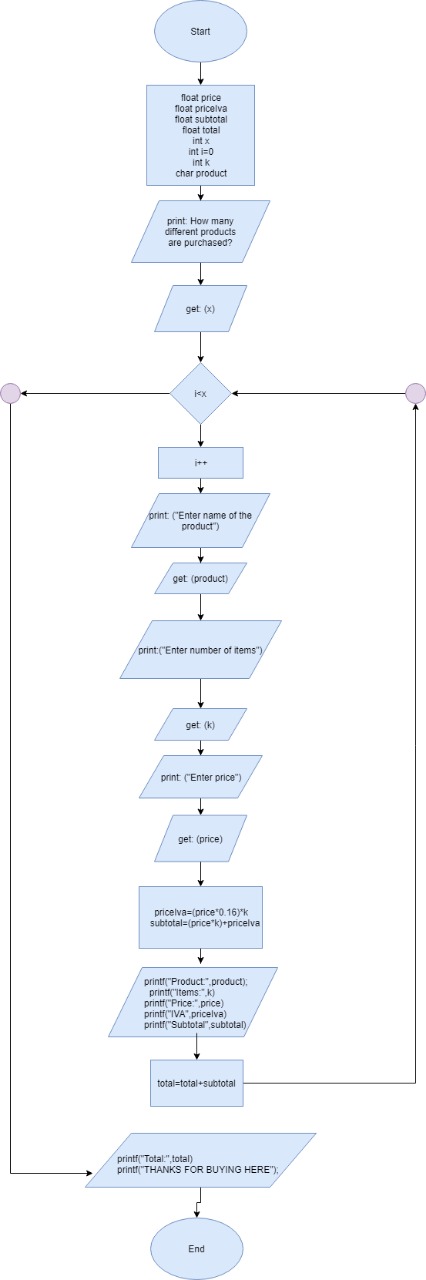 Start
float price
float priceIva
float subtotal
float total
int x
int i=0
int k
char product
print: How many
different products
are purchased?
get: (x)
i<x
i++
print: ("Enter name of the
product")
get: (product)
print:("Enter number of items")
get: (k)
print: ("Enter price")
get: (price)
priceIva=(price*0.16)*k
subtotal=(price*k)+priceIva
printf("Product:",product);
printf("Items:",k)
printf("Price:",price)
printf("IVA",priceIva)
printf("Subtotal",subtotal)
total=total+subtotal
printf("Total:",total)
printf("THANKS FOR BUYING HERE");
End